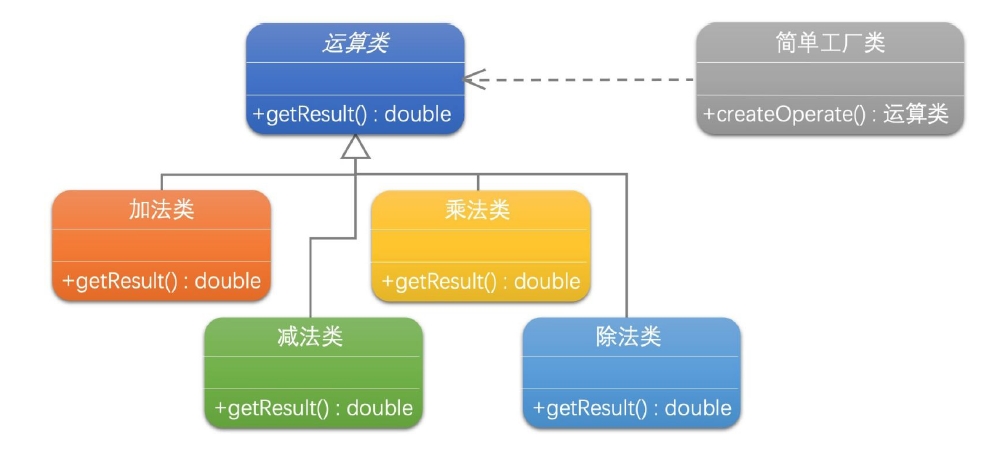 运算类
+getResult() : double
简单工厂类
+createOperate() : 运算类
加法类
+getResult() : double
乘法类
+getResult() : double
减法类
+getResult() : double
除法类
+getResult() : double